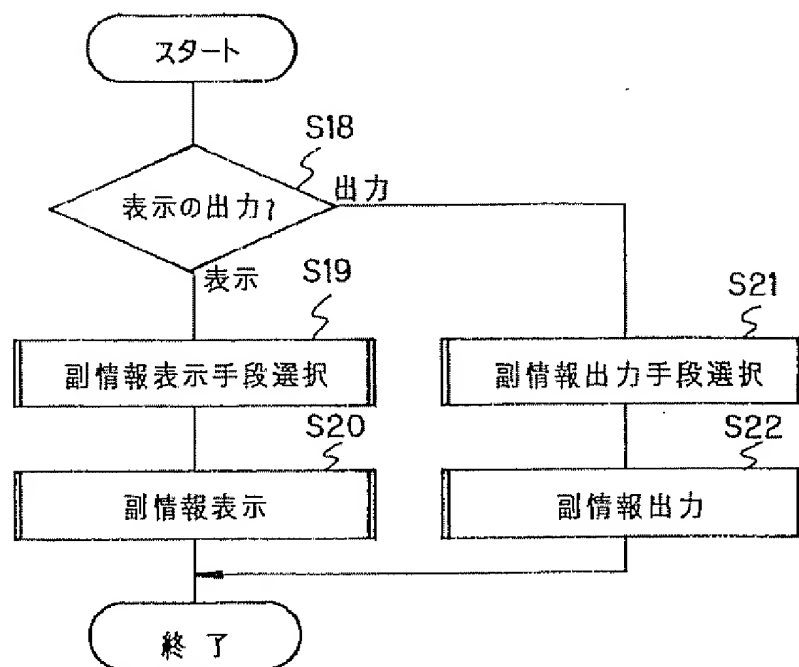 スタート
S18
表示の出力?
出力
表示
S19
副情報表示手段選択
S20
副情報表示
S21
副情報出力手段選択
S22
副情報出力
終了